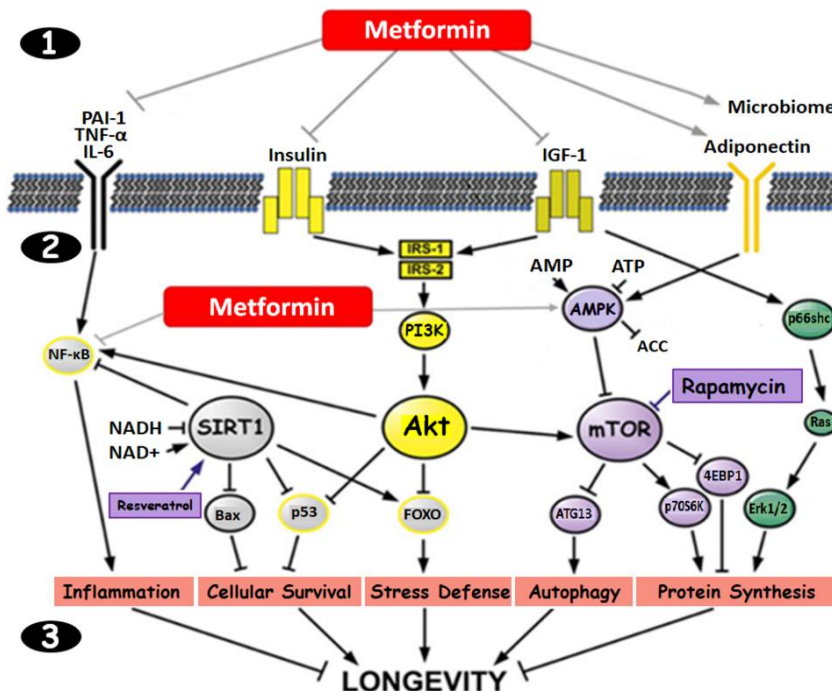 1
Metformin
PAI-1
TNF-α
IL-6
Microbiome
Insulin
IGF-1
Adiponectin
2
IRS-1
IRS-2
AMP
ATP
Metformin
AMPK
PI3K
p66shc
NF-κB
ACC
Rapamycin
NADH
NAD+
SIRT1
Akt
mTOR
Ras
Resveratrol
Bax
p53
FOXO
ATG13
p70S6K
4EBP1
Erk1/2
Inflammation
Cellular Survival
Stress Defense
Autophagy
Protein Synthesis
3
LONGEVITY